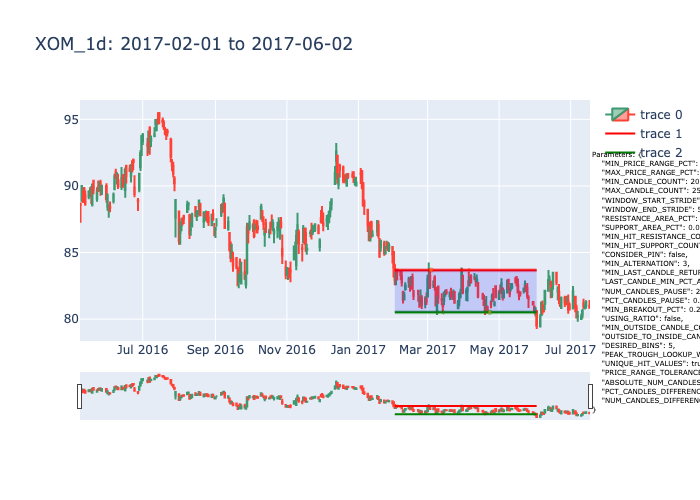 XOM_1d: 2017-02-01 to 2017-06-02
95
90
85
80
Jul 2016
Sep 2016
Nov 2016
Jan 2017
Mar 2017
May 2017
Jul 2017
trace 0
trace 1
trace 2
Parameters: {
"MIN_PRICE_RANGE_PCT":
"MAX_PRICE_RANGE_PCT":
"MIN_CANDLE_COUNT": 20
"MAX_CANDLE_COUNT": 25
"WINDOW_START_STRIDE"
"WINDOW_END_STRIDE": 5
"RESISTANCE_AREA_PCT":
"SUPPORT_AREA_PCT": 0.0
"MIN_HIT_RESISTANCE_CO
"MIN_HIT_SUPPORT_COUNT
"CONSIDER_PIN": false,
"MIN_ALTERNATION": 3,
"MIN_LAST_CANDLE_RETUR
"LAST_CANDLE_MIN_PCT_A
"NUM_CANDLES_PAUSE": 2
"PCT_CANDLES_PAUSE": 0.
"MIN_BREAKOUT_PCT": 0.2
"USING_RATIO": false,
"MIN_OUTSIDE_CANDLE_CO
"OUTSIDE_TO_INSIDE_CAN
"DESIRED_BINS": 5,
"PEAK_TROUGH_LOOKUP_W
"UNIQUE_HIT_VALUES": tru
"PRICE_RANGE_TOLERANC
"ABSOLUTE_NUM_CANDLES
"PCT_CANDLES_DIFFERENC
"NUM_CANDLES_DIFFEREN
}